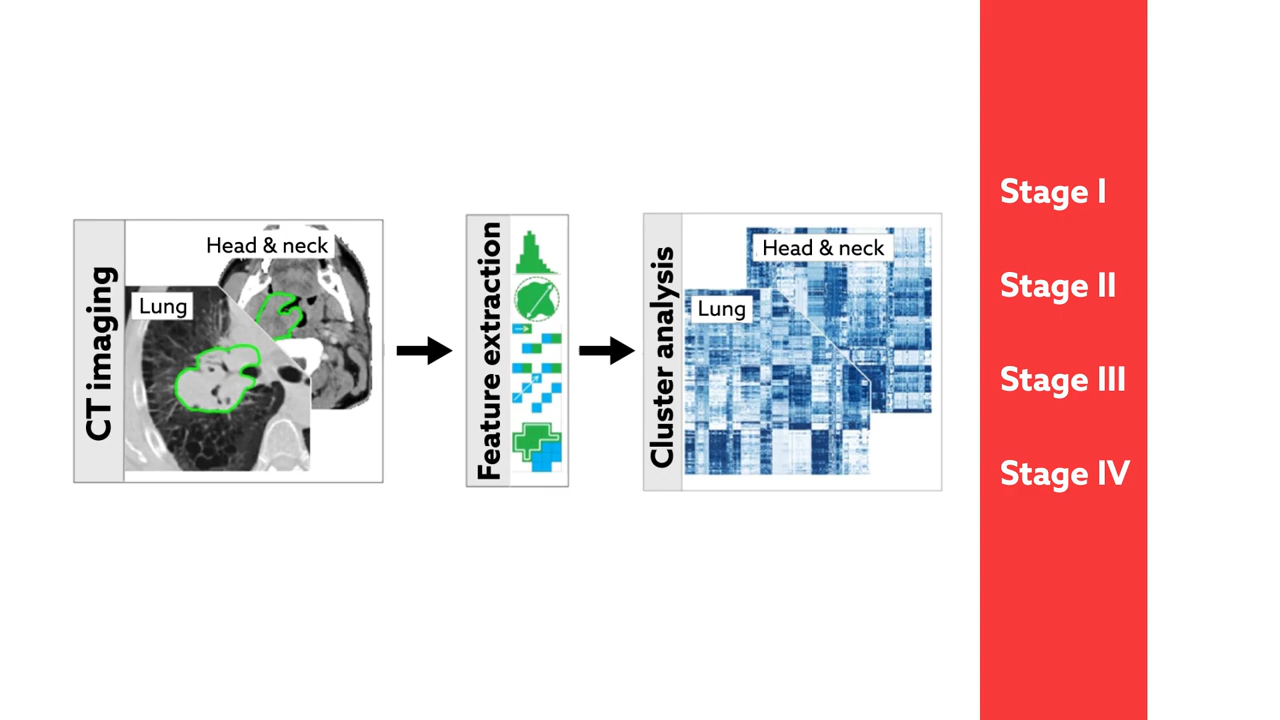 CT imaging
Head & neck
Lung
Feature extraction
Cluster analysis
Head & neck
Lung
Stage I
Stage II
Stage III
Stage IV